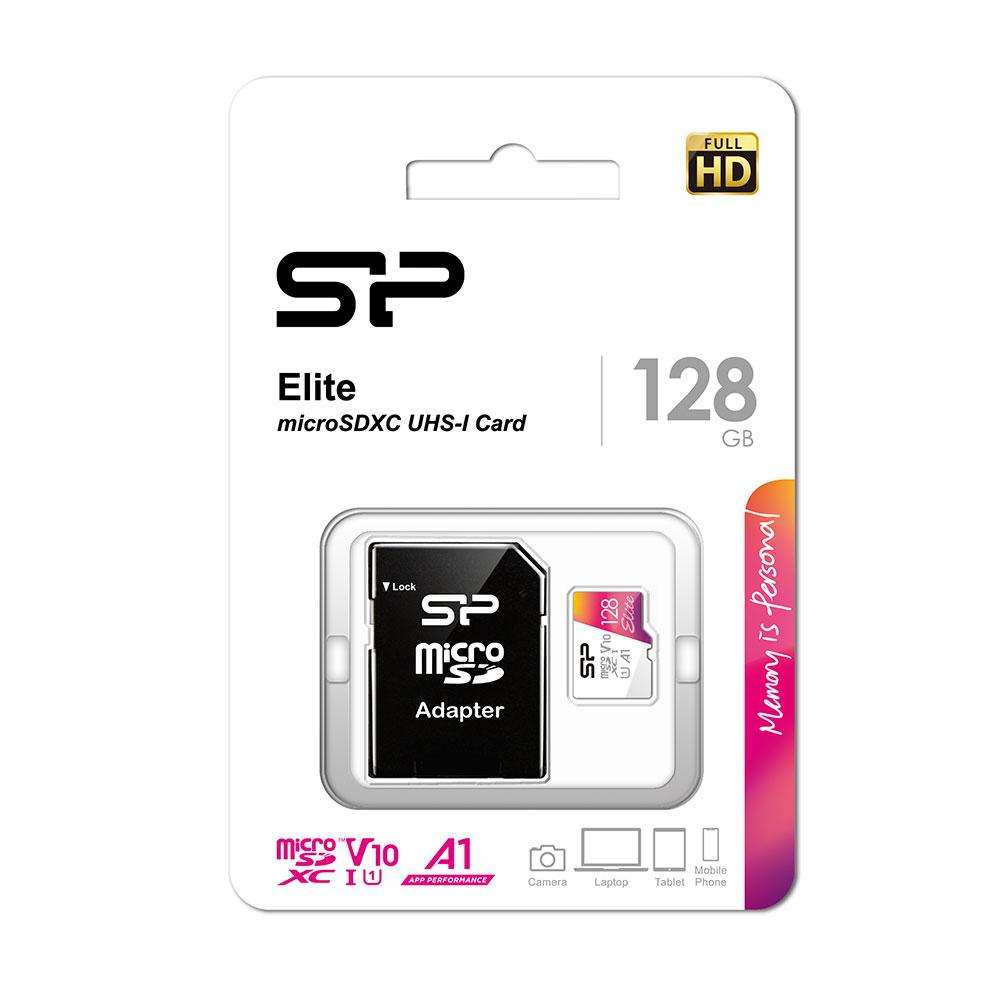 FULL
HD
SP
Elite
microSDXC UHS-I Card
128
GB
Memory is Personal
Lock
SP
micro
SD
Adapter
SP
128
Elite
micro
SD
XC I
V10
U1 A1
micro
SD
XC
™
V10
I U1
A1
APP PERFORMANCE
Camera
Laptop
Tablet
Mobile
Phone